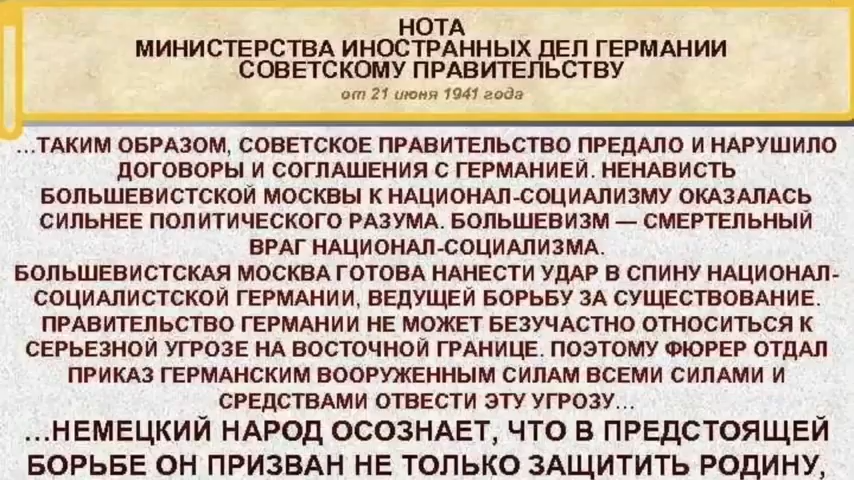 НОТА
МИНИСТЕРСТВА ИНОСТРАННЫХ ДЕЛ ГЕРМАНИИ
СОВЕТСКОМУ ПРАВИТЕЛЬСТВУ
от 21 июня 1941 года
...ТАКИМ ОБРАЗОМ, СОВЕТСКОЕ ПРАВИТЕЛЬСТВО ПРЕДАЛО И НАРУШИЛО
ДОГОВОРЫ И СОГЛАШЕНИЯ С ГЕРМАНИЕЙ. НЕНАВИСТЬ
БОЛЬШЕВИСТСКОЙ МОСКВЫ К НАЦИОНАЛ-СОЦИАЛИЗМУ ОКАЗАЛАСЬ
СИЛЬНЕЕ ПОЛИТИЧЕСКОГО РАЗУМА. БОЛЬШЕВИЗМ — СМЕРТЕЛЬНЫЙ
ВРАГ НАЦИОНАЛ-СОЦИАЛИЗМА.
БОЛЬШЕВИСТСКАЯ МОСКВА ГОТОВА НАНЕСТИ УДАР В СПИНУ НАЦИОНАЛ-
СОЦИАЛИСТСКОЙ ГЕРМАНИИ, ВЕДУЩЕЙ БОРЬБУ ЗА СУЩЕСТВОВАНИЕ.
ПРАВИТЕЛЬСТВО ГЕРМАНИИ НЕ МОЖЕТ БЕЗУЧАСТНО ОТНОСИТЬСЯ К
СЕРЬЕЗНОЙ УГРОЗЕ НА ВОСТОЧНОЙ ГРАНИЦЕ. ПОЭТОМУ ФЮРЕР ОТДАЛ
ПРИКАЗ ГЕРМАНСКИМ ВООРУЖЕННЫМ СИЛАМ ВСЕМИ СИЛАМИ И
СРЕДСТВАМИ ОТВЕСТИ ЭТУ УГРОЗУ...
...НЕМЕЦКИЙ НАРОД ОСОЗНАЕТ, ЧТО В ПРЕДСТОЯЩЕЙ
БОРЬБЕ ОН ПРИЗВАН НЕ ТОЛЬКО ЗАЩИТИТЬ РОДИНУ,